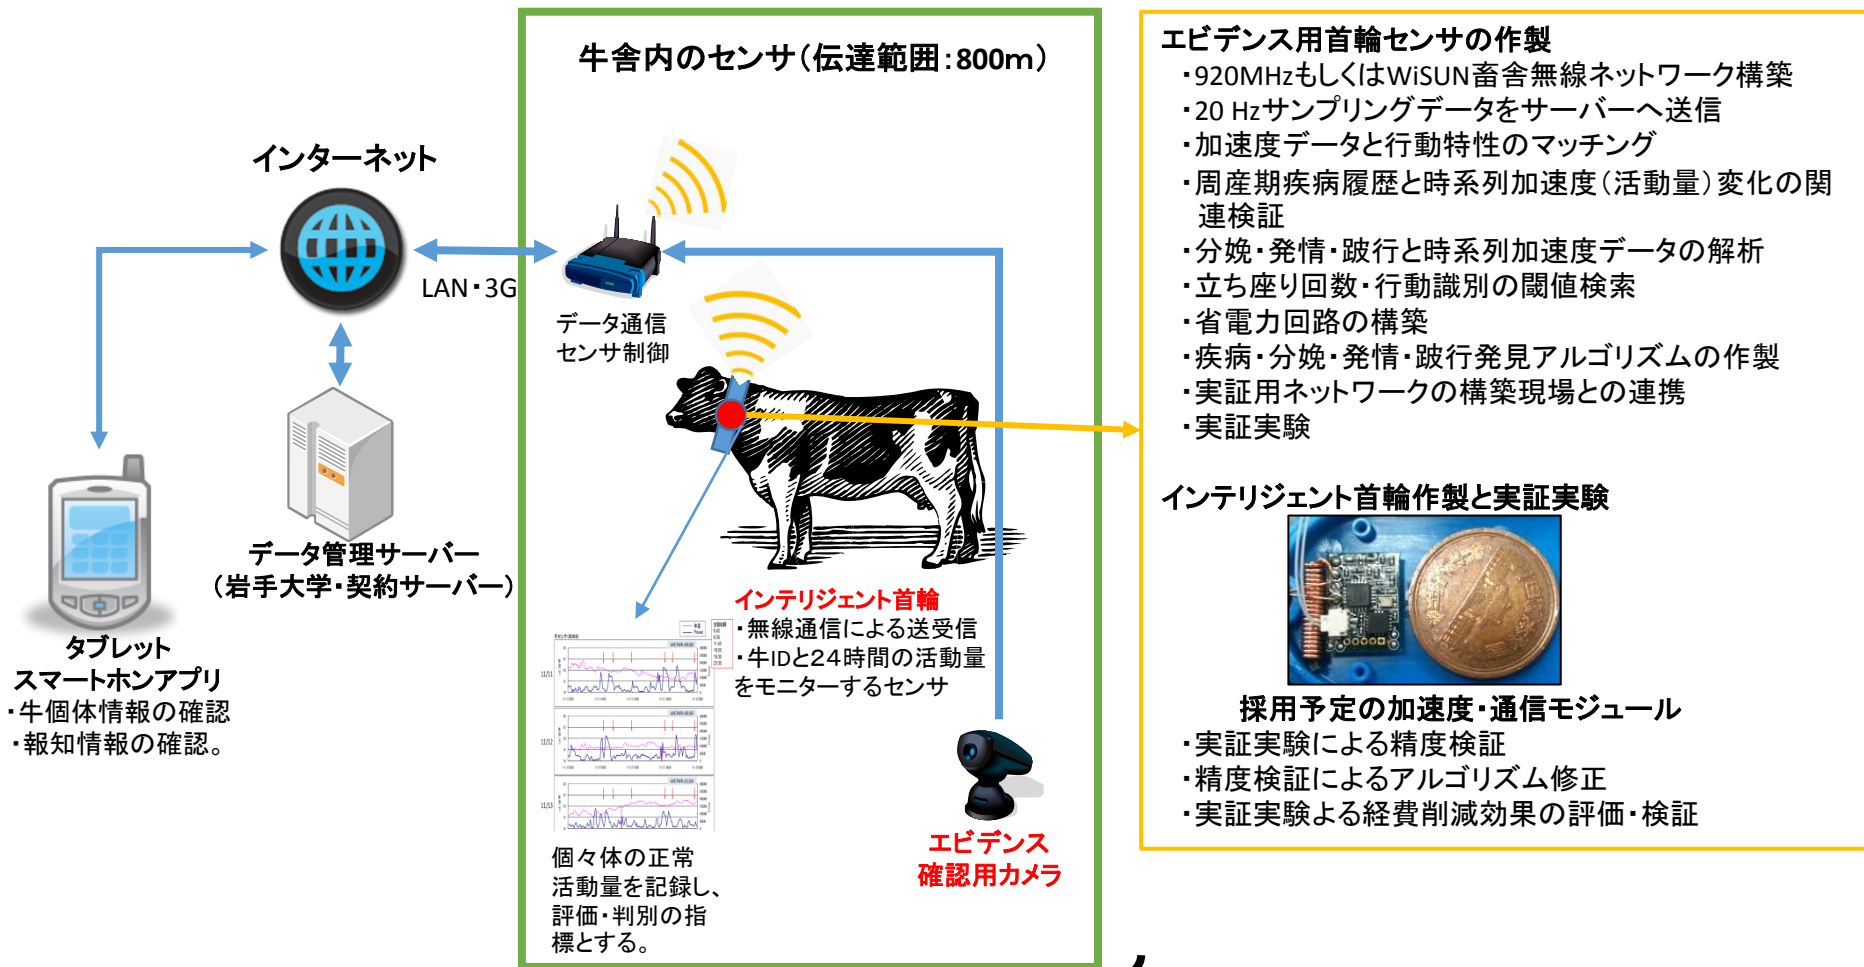 牛舎内のセンサ（伝達範囲：800m）
インターネット
LAN・3G
データ通信
センサ制御
データ管理サーバー
（岩手大学・契約サーバー）
タブレット
スマートホンアプリ
・牛個体情報の確認
・報知情報の確認。
インテリジェント首輪
・無線通信による送受信
・牛IDと２４時間の活動量
をモニターするセンサ
11/11
11/12
11/13
個々体の正常
活動量を記録し、
評価・判別の指
標とする。
エビデンス
確認用カメラ
エビデンス用首輪センサの作製
・920MHzもしくはWiSUN畜舎無線ネットワーク構築
・20 Hzサンプリングデータをサーバーへ送信
・加速度データと行動特性のマッチング
・周産期疾病履歴と時系列加速度（活動量）変化の関
連検証
・分娩・発情・跛行と時系列加速度データの解析
・立ち座り回数・行動識別の閾値検索
・省電力回路の構築
・疾病・分娩・発情・跛行発見アルゴリズムの作製
・実証用ネットワークの構築現場との連携
・実証実験
インテリジェント首輪作製と実証実験
採用予定の加速度・通信モジュール
・実証実験による精度検証
・精度検証によるアルゴリズム修正
・実証実験よる経費削減効果の評価・検証